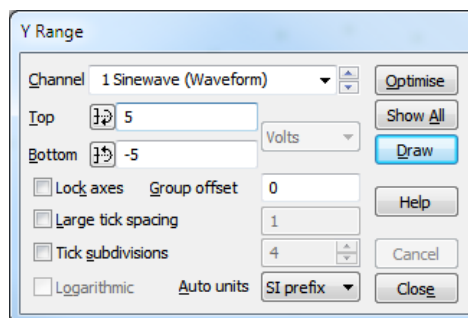 Y Range
Channel 1 Sinewave (Waveform) Optimise
Top 5 Volts Show All
Bottom -5 Draw
Lock axes Group offset 0 Help
Large tick spacing 1
Tick subdivisions 4 Cancel
Logarithmic Auto units SI prefix Close